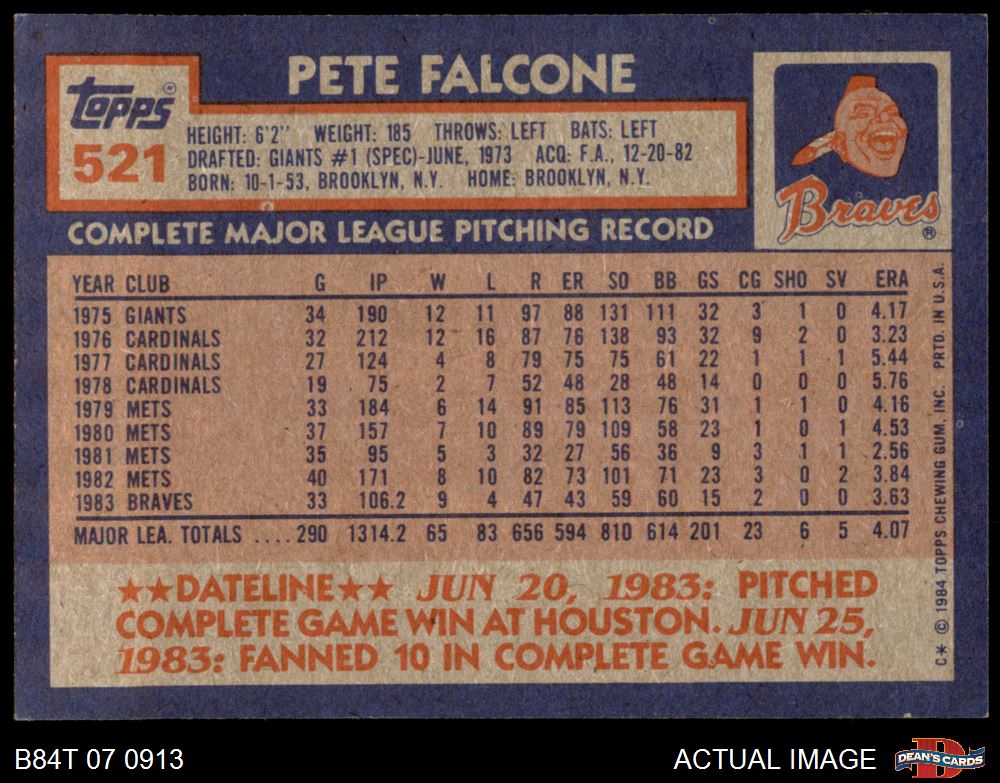 PETE FALCONE
topps®
521
HEIGHT: 6'2" WEIGHT: 185 THROWS: LEFT BATS: LEFT
DRAFTED: GIANTS #1 (SPEC)-JUNE, 1973 ACQ: F.A., 12-20-82
BORN: 10-1-53, BROOKLYN, N.Y. HOME: BROOKLYN, N.Y.
Braves®
COMPLETE MAJOR LEAGUE PITCHING RECORD
YEAR CLUB G IP W L R ER SO BB GS CG SHO SV ERA
1975 GIANTS 34 190 12 11 97 88 131 111 32 3 1 0 4.17
1976 CARDINALS 32 212 12 16 87 76 138 93 32 9 2 0 3.23
1977 CARDINALS 27 124 4 8 79 75 75 61 22 1 1 1 5.44
1978 CARDINALS 19 75 2 7 52 48 28 48 14 0 0 0 5.76
1979 METS 33 184 6 14 91 85 113 76 31 1 1 0 4.16
1980 METS 37 157 7 10 89 79 109 58 23 1 0 1 4.53
1981 METS 35 95 5 3 32 27 56 36 9 3 1 1 2.56
1982 METS 40 171 8 10 82 73 101 71 23 3 0 2 3.84
1983 BRAVES 33 106.2 9 4 47 43 59 60 15 2 0 0 3.63
MAJOR LEA. TOTALS ....290 1314.2 65 83 656 594 810 614 201 23 6 5 4.07
★★DATELINE★★ JUN 20, 1983: PITCHED
COMPLETE GAME WIN AT HOUSTON. JUN 25,
1983: FANNED 10 IN COMPLETE GAME WIN.
C* © 1984 TOPPS CHEWING GUM, INC. PRTD. IN U.S.A.
B84T 07 0913
ACTUAL IMAGE
D
DEAN'S CARDS